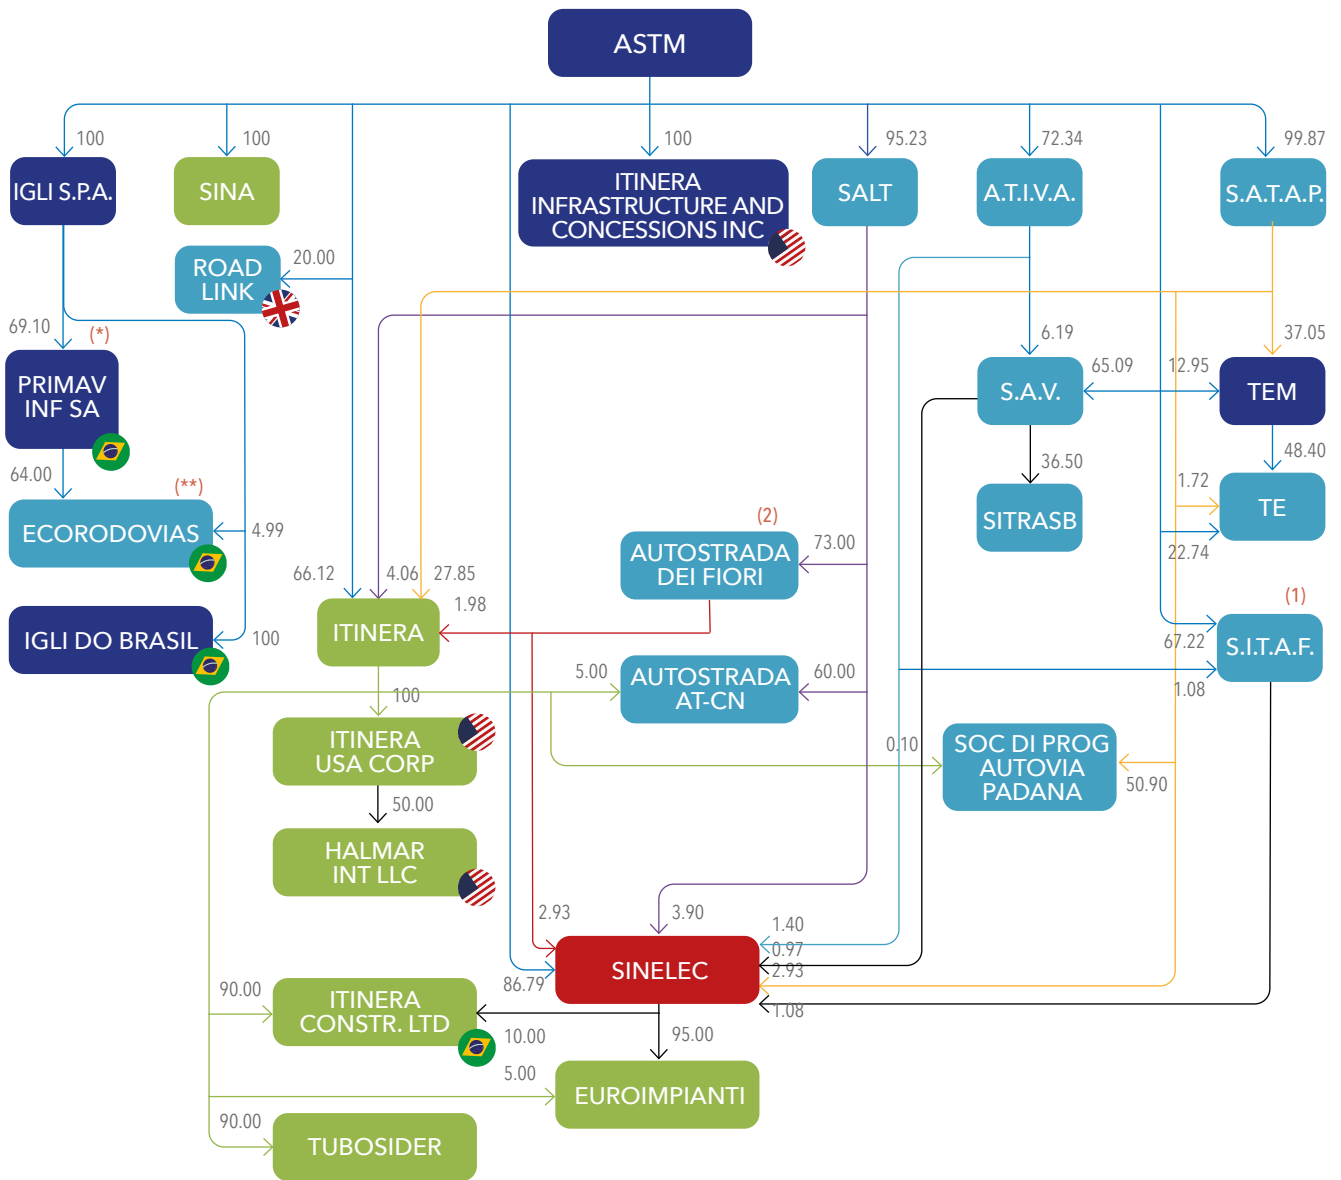 ASTM
100
100
100
95.23
72.34
99.87
IGLI S.P.A.
SINA
ITINERA
INFRASTRUCTURE AND
CONCESSIONS INC
SALT
A.T.I.V.A.
S.A.T.A.P.
ROAD
LINK
20.00
69.10
(*)
6.19
37.05
PRIMAV
INF SA
65.09
12.95
S.A.V.
TEM
64.00
(**)
36.50
48.40
1.72
ECORODOVIAS
4.99
SITRASB
TE
(2)
AUTOSTRADA
DEI FIORI
73.00
22.74
66.12
4.06
27.85
1.98
(1)
IGLI DO BRASIL
100
ITINERA
67.22
S.I.T.A.F.
5.00
AUTOSTRADA
AT-CN
60.00
1.08
100
ITINERA
USA CORP
0.10
SOC DI PROG
AUTOVIA
PADANA
50.90
50.00
HALMAR
INT LLC
2.93
3.90
1.40
0.97
SINELEC
2.93
86.79
1.08
90.00
ITINERA
CONSTR. LTD
10.00
95.00
5.00
EUROIMPIANTI
90.00
TUBOSIDER